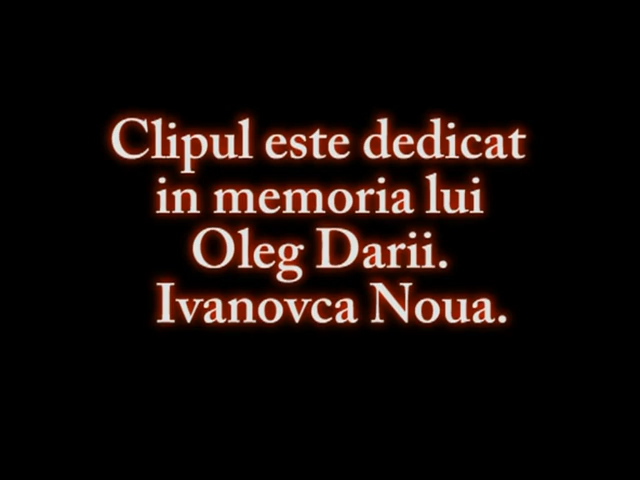 Clipul este dedicat
in memoria lui
Oleg Darii.
Ivanovca Noua.